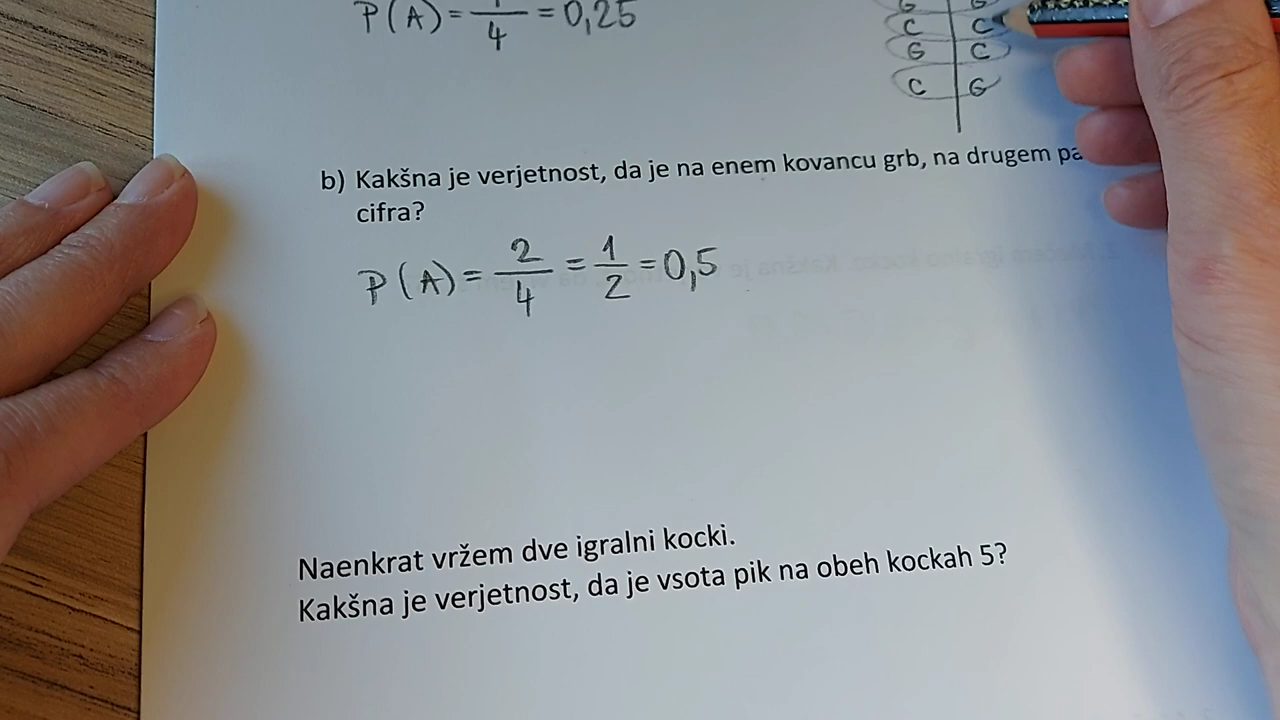 P(A) = 1/4 = 0,25
G G
C C
G C
C G
b) Kakšna je verjetnost, da je na enem kovancu grb, na drugem
cifra?
P(A) = 2/4 = 1/2 = 0,5
Naenkrat vržem dve igralni kocki.
Kakšna je verjetnost, da je vsota pik na obeh kockah 5?